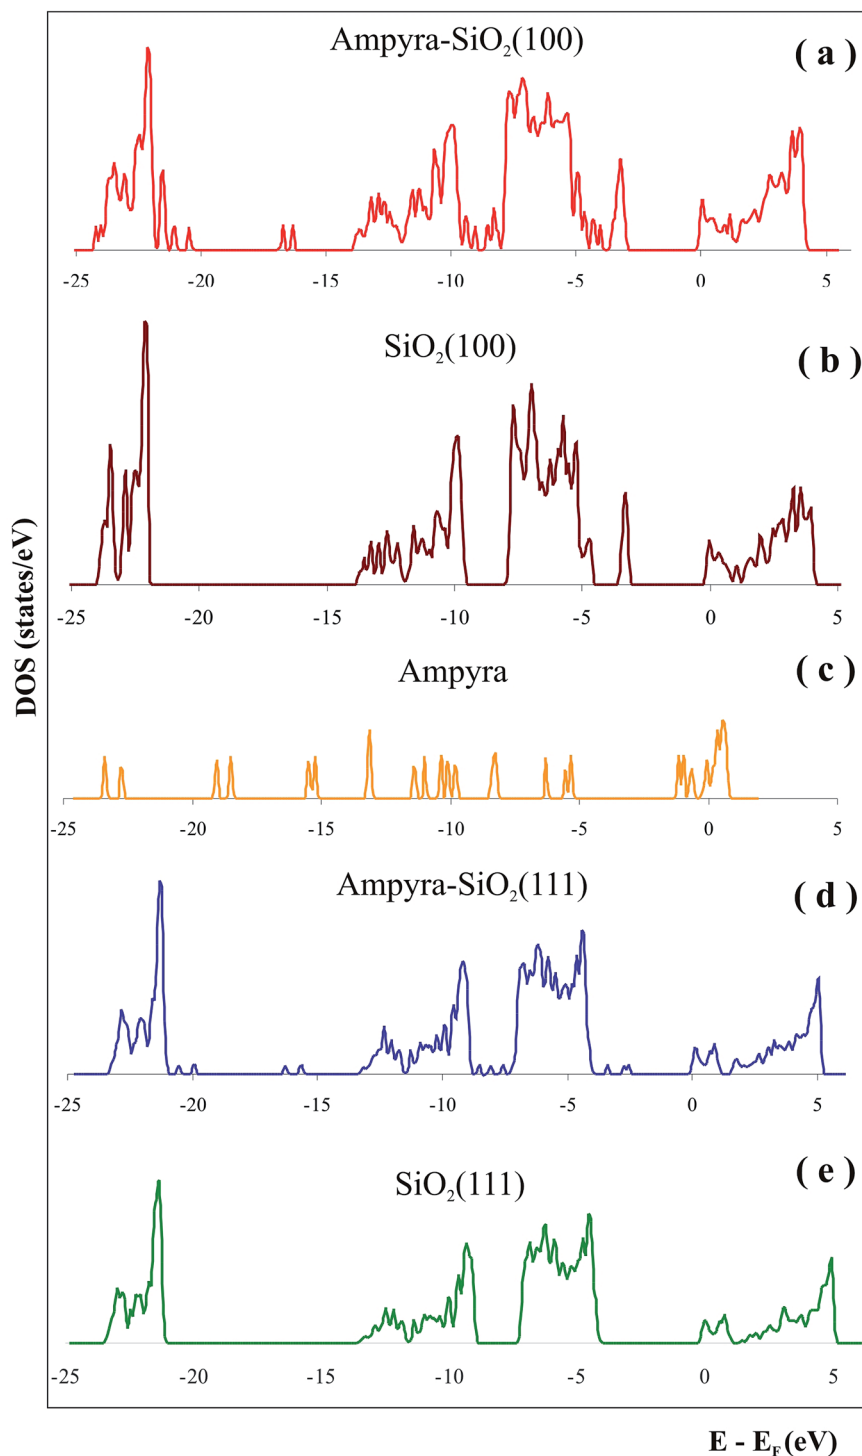 Ampyra-SiO₂(100)
( a )
-25 -20 -15 -10 -5 0 5
SiO₂(100)
( b )
-25 -20 -15 -10 -5 0 5
DOS (states/eV)
Ampyra
( c )
-25 -20 -15 -10 -5 0 5
Ampyra-SiO₂(111)
( d )
-25 -20 -15 -10 -5 0 5
SiO₂(111)
( e )
-25 -20 -15 -10 -5 0 5
E - E_F (eV)